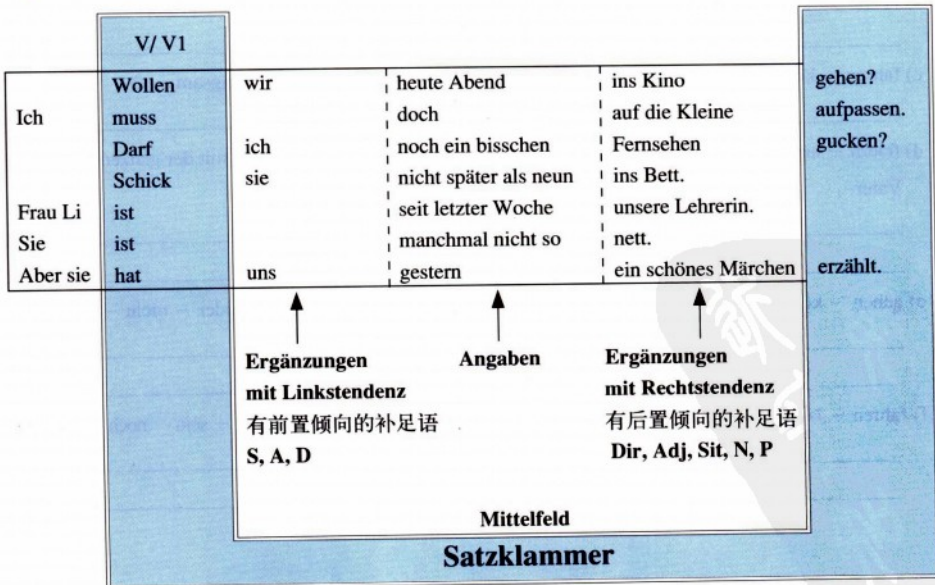 V/ V1
Wollen wir heute Abend ins Kino gehen?
Ich muss doch auf die Kleine aufpassen.
Darf ich noch ein bisschen Fernsehen gucken?
Schick sie nicht später als neun ins Bett.
Frau Li ist seit letzter Woche unsere Lehrerin.
Sie ist manchmal nicht so nett.
Aber sie hat uns gestern ein schönes Märchen erzählt.
Ergänzungen Angaben Ergänzungen
mit Linkstendenz mit Rechtstendenz
有前置倾向的补足语 有后置倾向的补足语
S, A, D Dir, Adj, Sit, N, P
Mittelfeld
Satzklammer